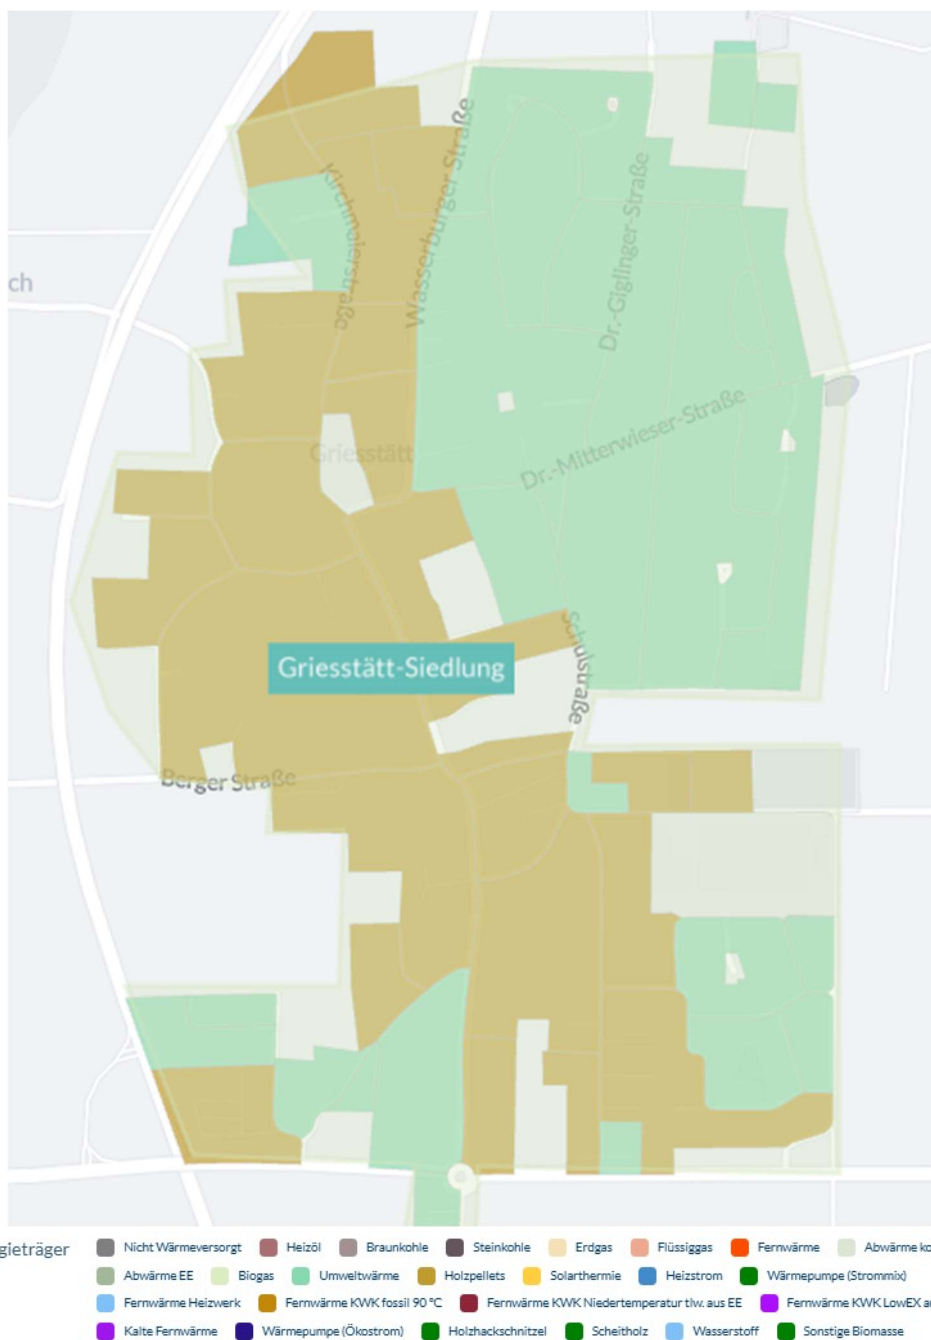 Wasserburger Straße
Kirchmaierstraße
Dr.-Giglinger-Straße
ch
Griesstätt
Dr.-Mitterwieser-Straße
Schulstraße
Griesstätt-Siedlung
Berger Straße
gieträger Nicht Wärmeversorgt Heizöl Braunkohle Steinkohle Erdgas Flüssiggas Fernwärme Abwärme ko
Abwärme EE Biogas Umweltwärme Holzpellets Solarthermie Heizstrom Wärmepumpe (Strommix)
Fernwärme Heizwerk Fernwärme KWK fossil 90 °C Fernwärme KWK Niedertemperatur tlw. aus EE Fernwärme KWK LowEX au
Kalte Fernwärme Wärmepumpe (Ökostrom) Holzhackschnitzel Scheitholz Wasserstoff Sonstige Biomasse